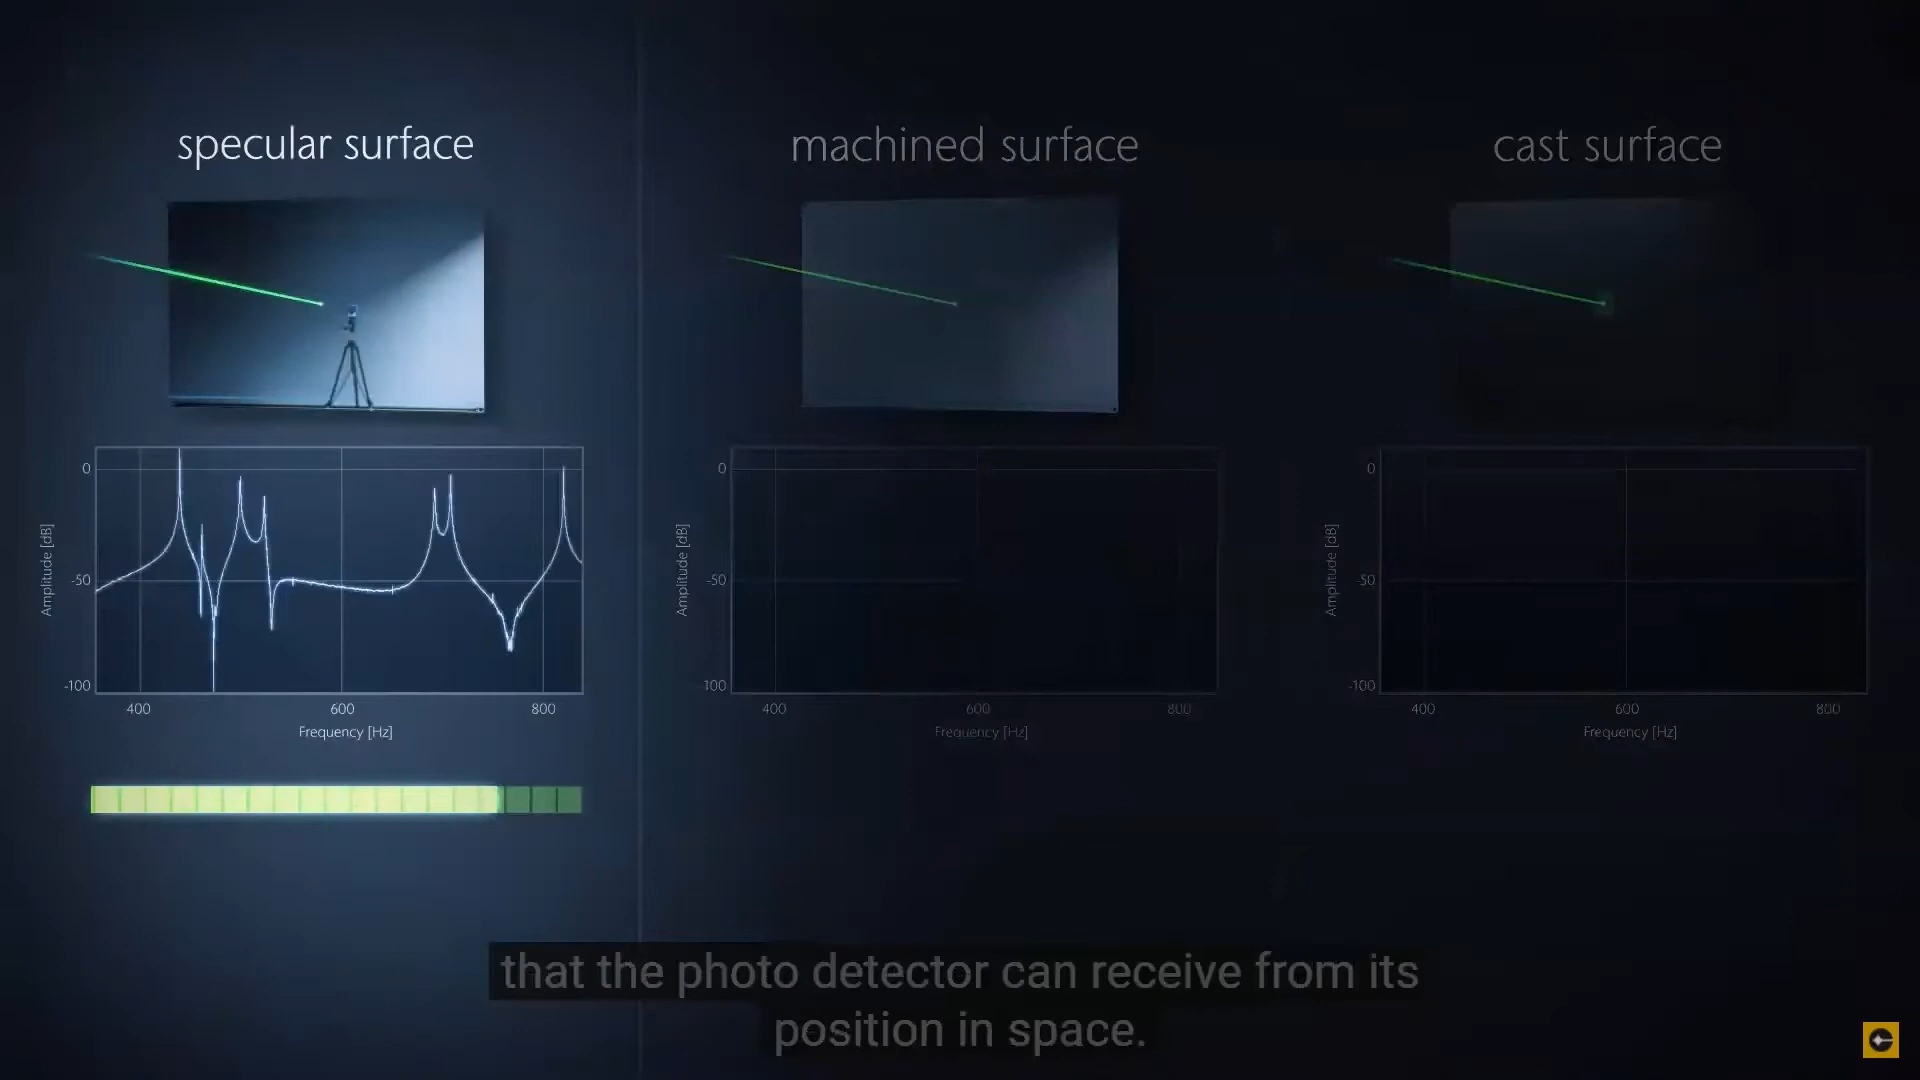 specular surface
machined surface
cast surface
0
-50
-100
Amplitude [dB]
400
600
800
Frequency [Hz]
0
-50
100
Amplitude [dB]
400
600
800
Frequency [Hz]
0
-50
-100
Amplitude [dB]
400
600
800
Frequency [Hz]
that the photo detector can receive from its
position in space.